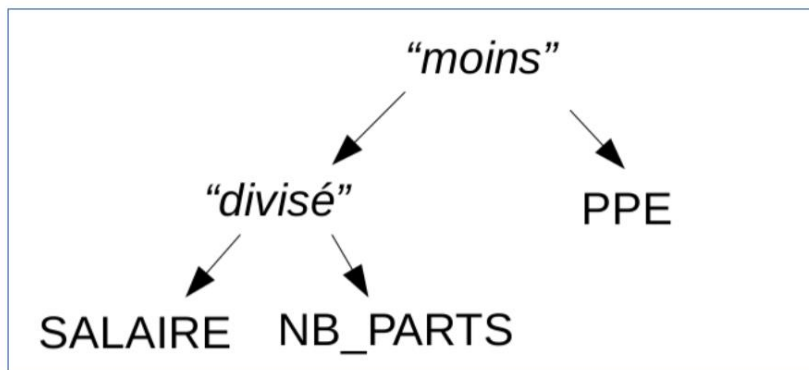 “moins”
“divisé”
PPE
SALAIRE
NB_PARTS